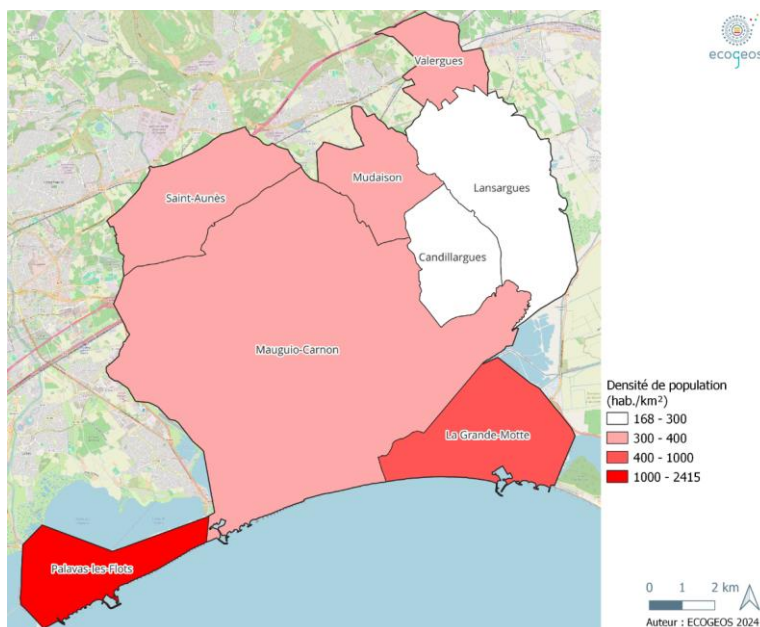 ecogeos
Valergues
Mudaison
Lansargues
Saint-Aunès
Candillargues
Mauguio-Carnon
La Grande-Motte
Palavas-les-Flots
Densité de population
(hab./km²)
168 - 300
300 - 400
400 - 1000
1000 - 2415
0 1 2 km
Auteur : ECOGEOS 2024